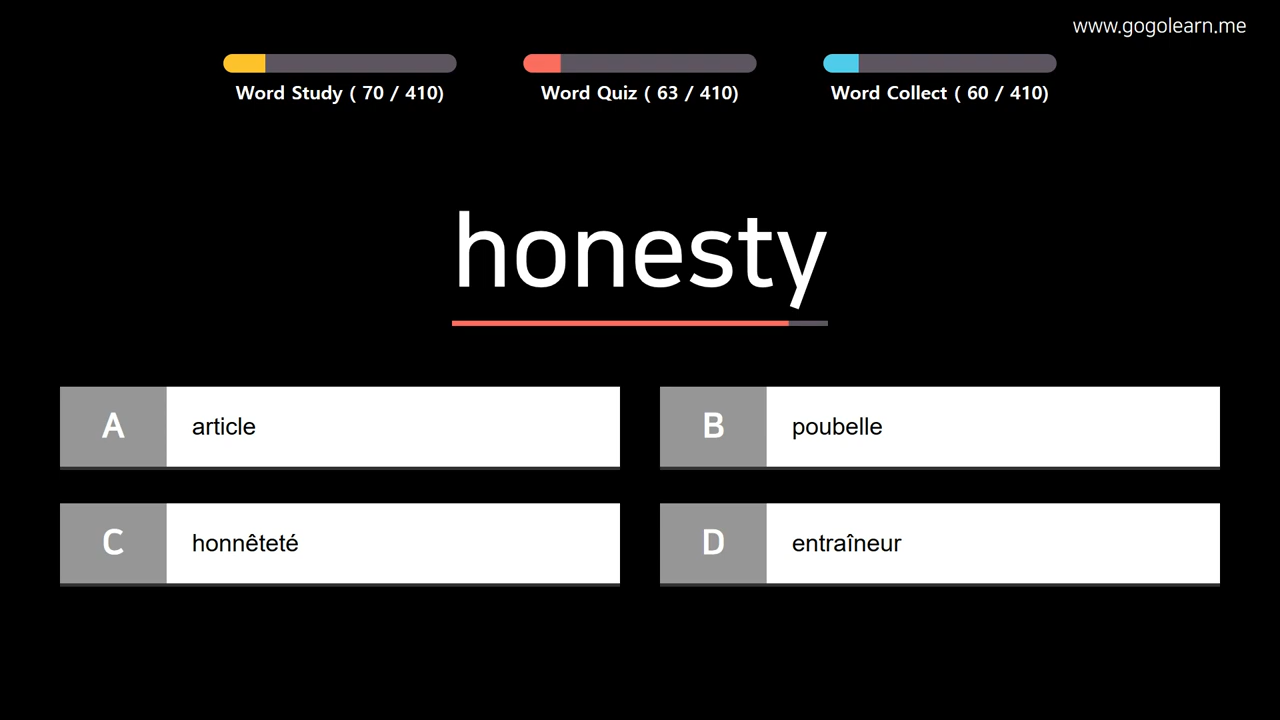 www.gogolearn.me
Word Study ( 70 / 410)
Word Quiz ( 63 / 410)
Word Collect ( 60 / 410)
honesty
A article
B poubelle
C honnêteté
D entraîneur